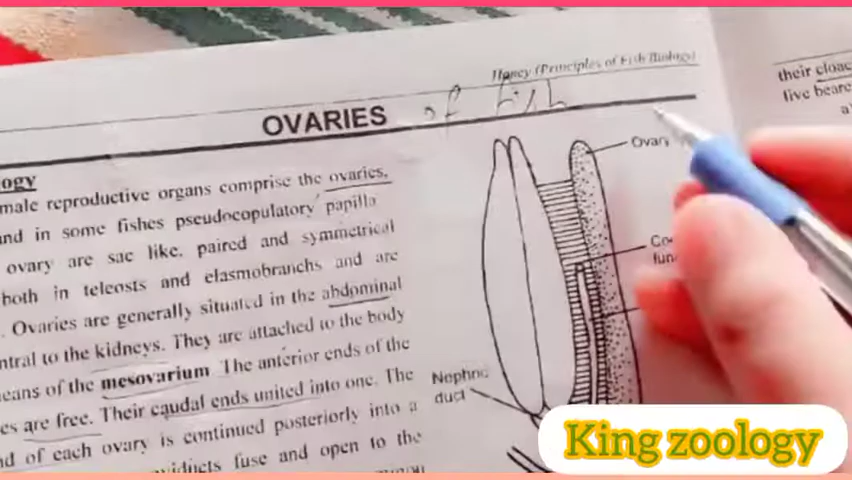 Honey (Principles of Fish Biology)
OVARIES of fish
ogy
male reproductive organs comprise the ovaries,
nd in some fishes pseudocopulatory papilla
ovary are sac like, paired and symmetrical
both in teleosts and elasmobranchs and are
. Ovaries are generally situated in the abdominal
ntral to the kidneys. They are attached to the body
eans of the mesovarium The anterior ends of the
es are free. Their caudal ends united into one. The
nd of each ovary is continued posteriorly into a
viducts fuse and open to the
Ovary
Nephric
duct
their cloac
live beare
King zoology